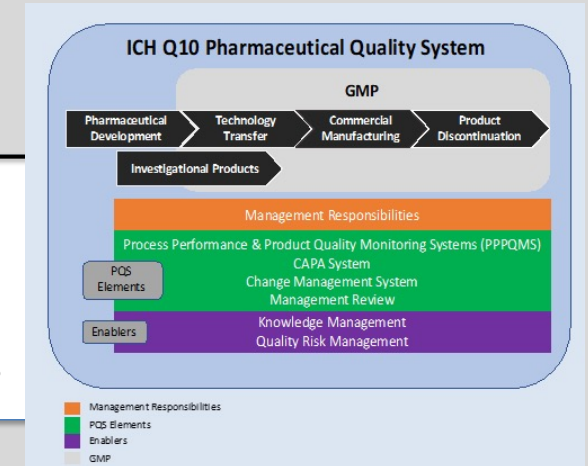 ICH Q10 Pharmaceutical Quality System
GMP
Pharmaceutical
Development
Technology
Transfer
Commercial
Manufacturing
Product
Discontinuation
Investigational Products
Management Responsibilities
Process Performance & Product Quality Monitoring Systems (PPPQMS)
CAPA System
Change Management System
Management Review
PQS
Elements
Knowledge Management
Quality Risk Management
Enablers
Management Responsibilities
PQS Elements
Enablers
GMP